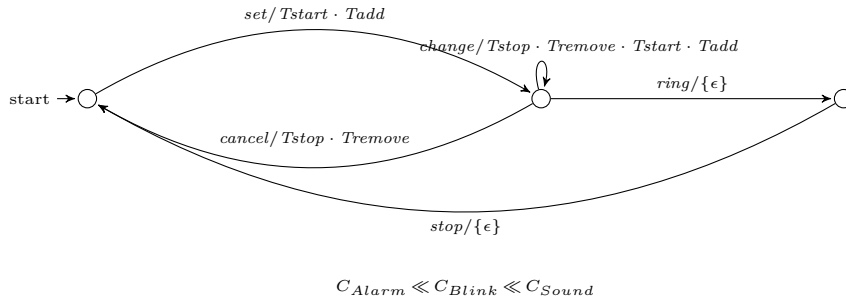 set/Tstart · Tadd
change/Tstop · Tremove · Tstart · Tadd
ring/{ϵ}
start
cancel/Tstop · Tremove
stop/{ϵ}
C_Alarm ≪ C_Blink ≪ C_Sound